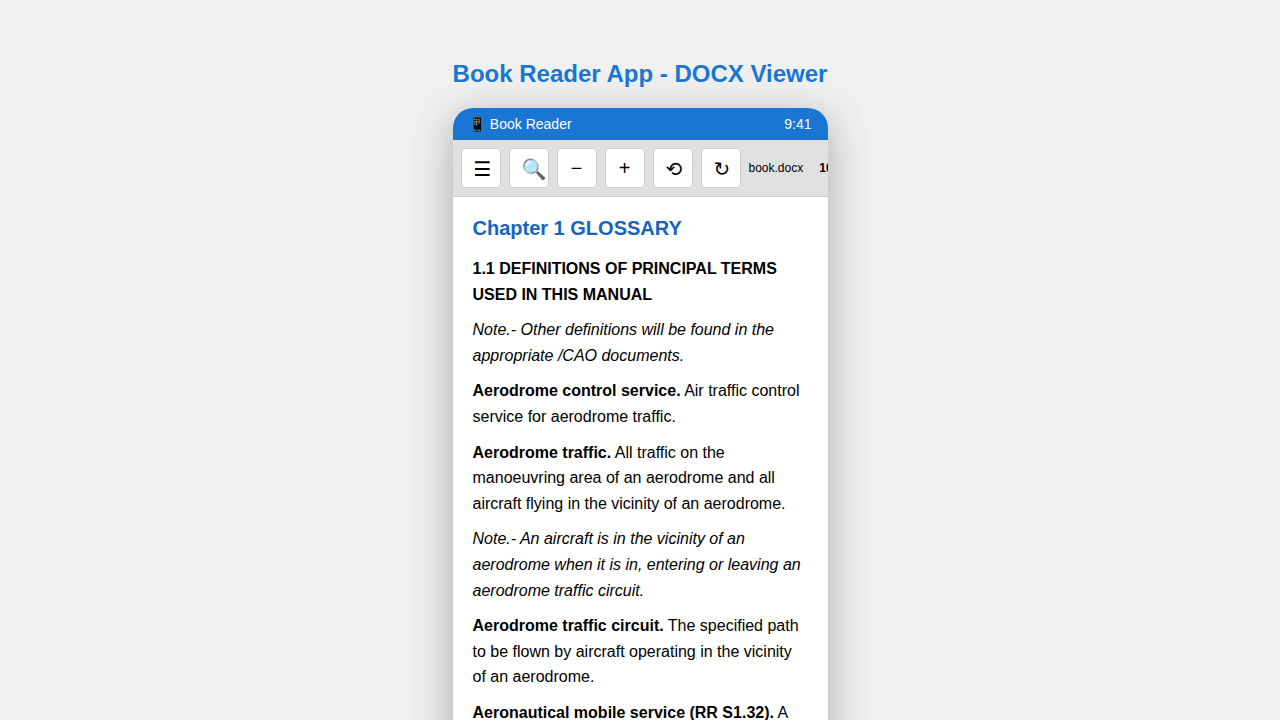 Book Reader App - DOCX Viewer
📱 Book Reader 9:41
☰ 🔍 − + ⟲ ↻ book.docx
Chapter 1 GLOSSARY
1.1 DEFINITIONS OF PRINCIPAL TERMS
USED IN THIS MANUAL
Note.- Other definitions will be found in the
appropriate /CAO documents.
Aerodrome control service. Air traffic control
service for aerodrome traffic.
Aerodrome traffic. All traffic on the
manoeuvring area of an aerodrome and all
aircraft flying in the vicinity of an aerodrome.
Note.- An aircraft is in the vicinity of an
aerodrome when it is in, entering or leaving an
aerodrome traffic circuit.
Aerodrome traffic circuit. The specified path
to be flown by aircraft operating in the vicinity
of an aerodrome.
Aeronautical mobile service (RR S1.32). A